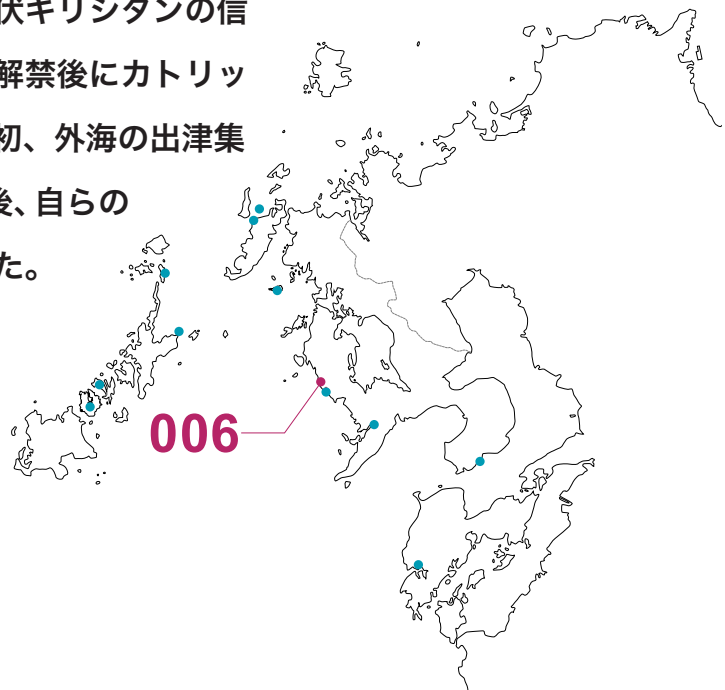 伏キリシタンの信
解禁後にカトリッ
初、外海の出津集
後、自らの
た。
006